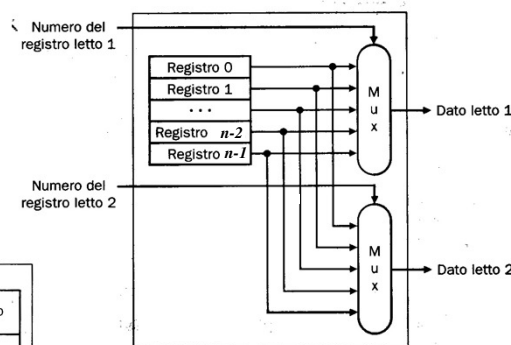 Numero del
registro letto 1
Registro 0
Registro 1
...
Registro n-2
Registro n-1
M
u
x
Dato letto 1
Numero del
registro letto 2
M
u
x
Dato letto 2
o